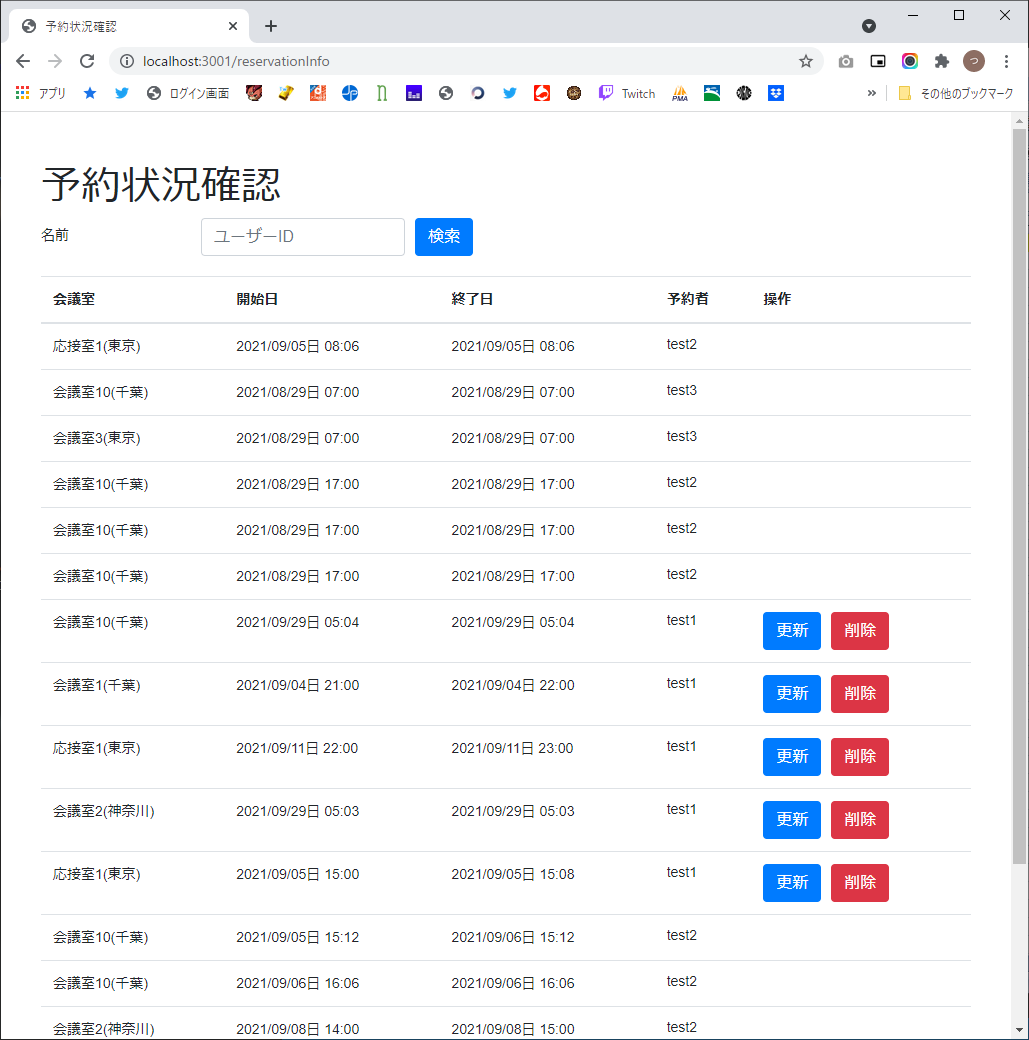 予約状況確認
localhost:3001/reservationInfo
つ
アプリ ログイン画面 Twitch PMA » その他のブックマーク
予約状況確認
名前 ユーザーID 検索
会議室 開始日 終了日 予約者 操作
応接室1(東京) 2021/09/05日 08:06 2021/09/05日 08:06 test2
会議室10(千葉) 2021/08/29日 07:00 2021/08/29日 07:00 test3
会議室3(東京) 2021/08/29日 07:00 2021/08/29日 07:00 test3
会議室10(千葉) 2021/08/29日 17:00 2021/08/29日 17:00 test2
会議室10(千葉) 2021/08/29日 17:00 2021/08/29日 17:00 test2
会議室10(千葉) 2021/08/29日 17:00 2021/08/29日 17:00 test2
会議室10(千葉) 2021/09/29日 05:04 2021/09/29日 05:04 test1 更新 削除
会議室1(千葉) 2021/09/04日 21:00 2021/09/04日 22:00 test1 更新 削除
応接室1(東京) 2021/09/11日 22:00 2021/09/11日 23:00 test1 更新 削除
会議室2(神奈川) 2021/09/29日 05:03 2021/09/29日 05:03 test1 更新 削除
応接室1(東京) 2021/09/05日 15:00 2021/09/05日 15:08 test1 更新 削除
会議室10(千葉) 2021/09/05日 15:12 2021/09/06日 15:12 test2
会議室10(千葉) 2021/09/06日 16:06 2021/09/06日 16:06 test2
会議室2(神奈川) 2021/09/08日 14:00 2021/09/08日 15:00 test2